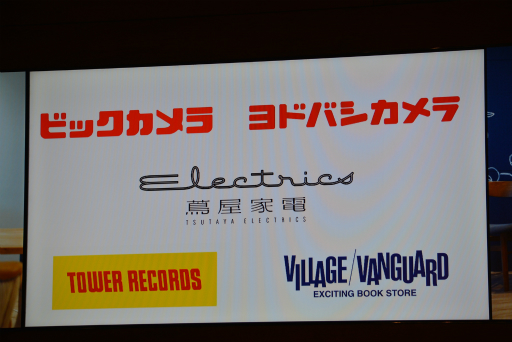 ビックカメラ ヨドバシカメラ
Electrics
蔦屋家電
TSUTAYA ELECTRICS
TOWER RECORDS
VILLAGE/VANGUARD
EXCITING BOOK STORE